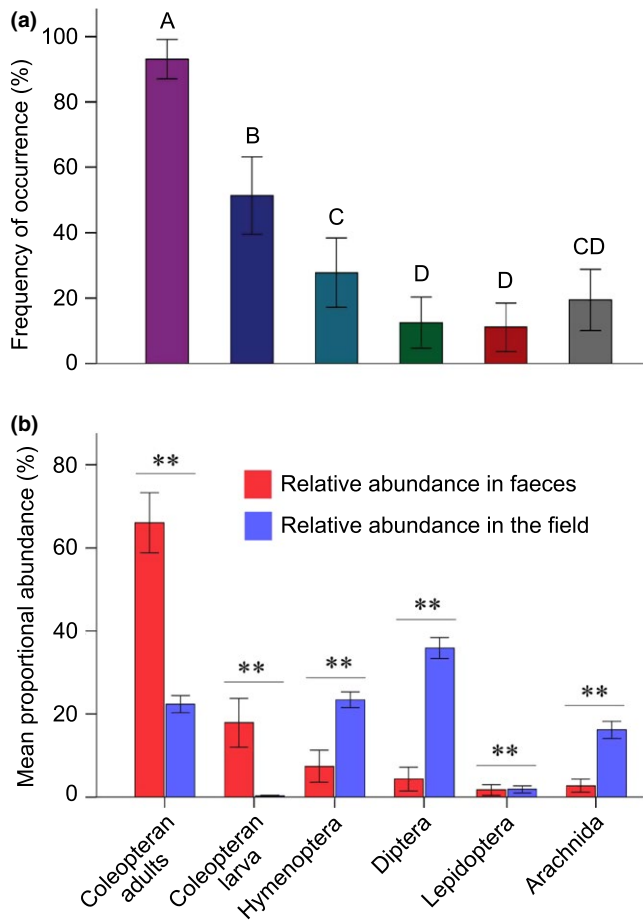 (a)
Frequency of occurrence (%)
100
80
60
40
20
0
A
B
C
D
D
CD
(b)
Mean proportional abundance (%)
80
60
40
20
0
Relative abundance in faeces
Relative abundance in the field
**
**
**
**
**
**
Coleopteran
adults
Coleopteran
larva
Hymenoptera
Diptera
Lepidoptera
Arachnida